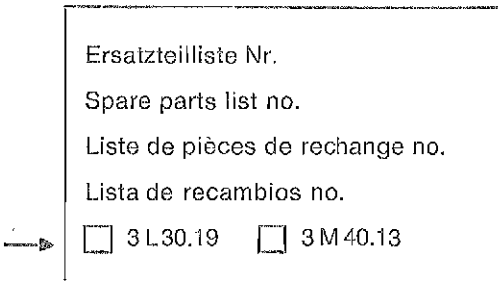 Ersatzteilliste Nr.
Spare parts list no.
Liste de pièces de rechange no.
Lista de recambios no.
3 L 30.19 3 M 40.13